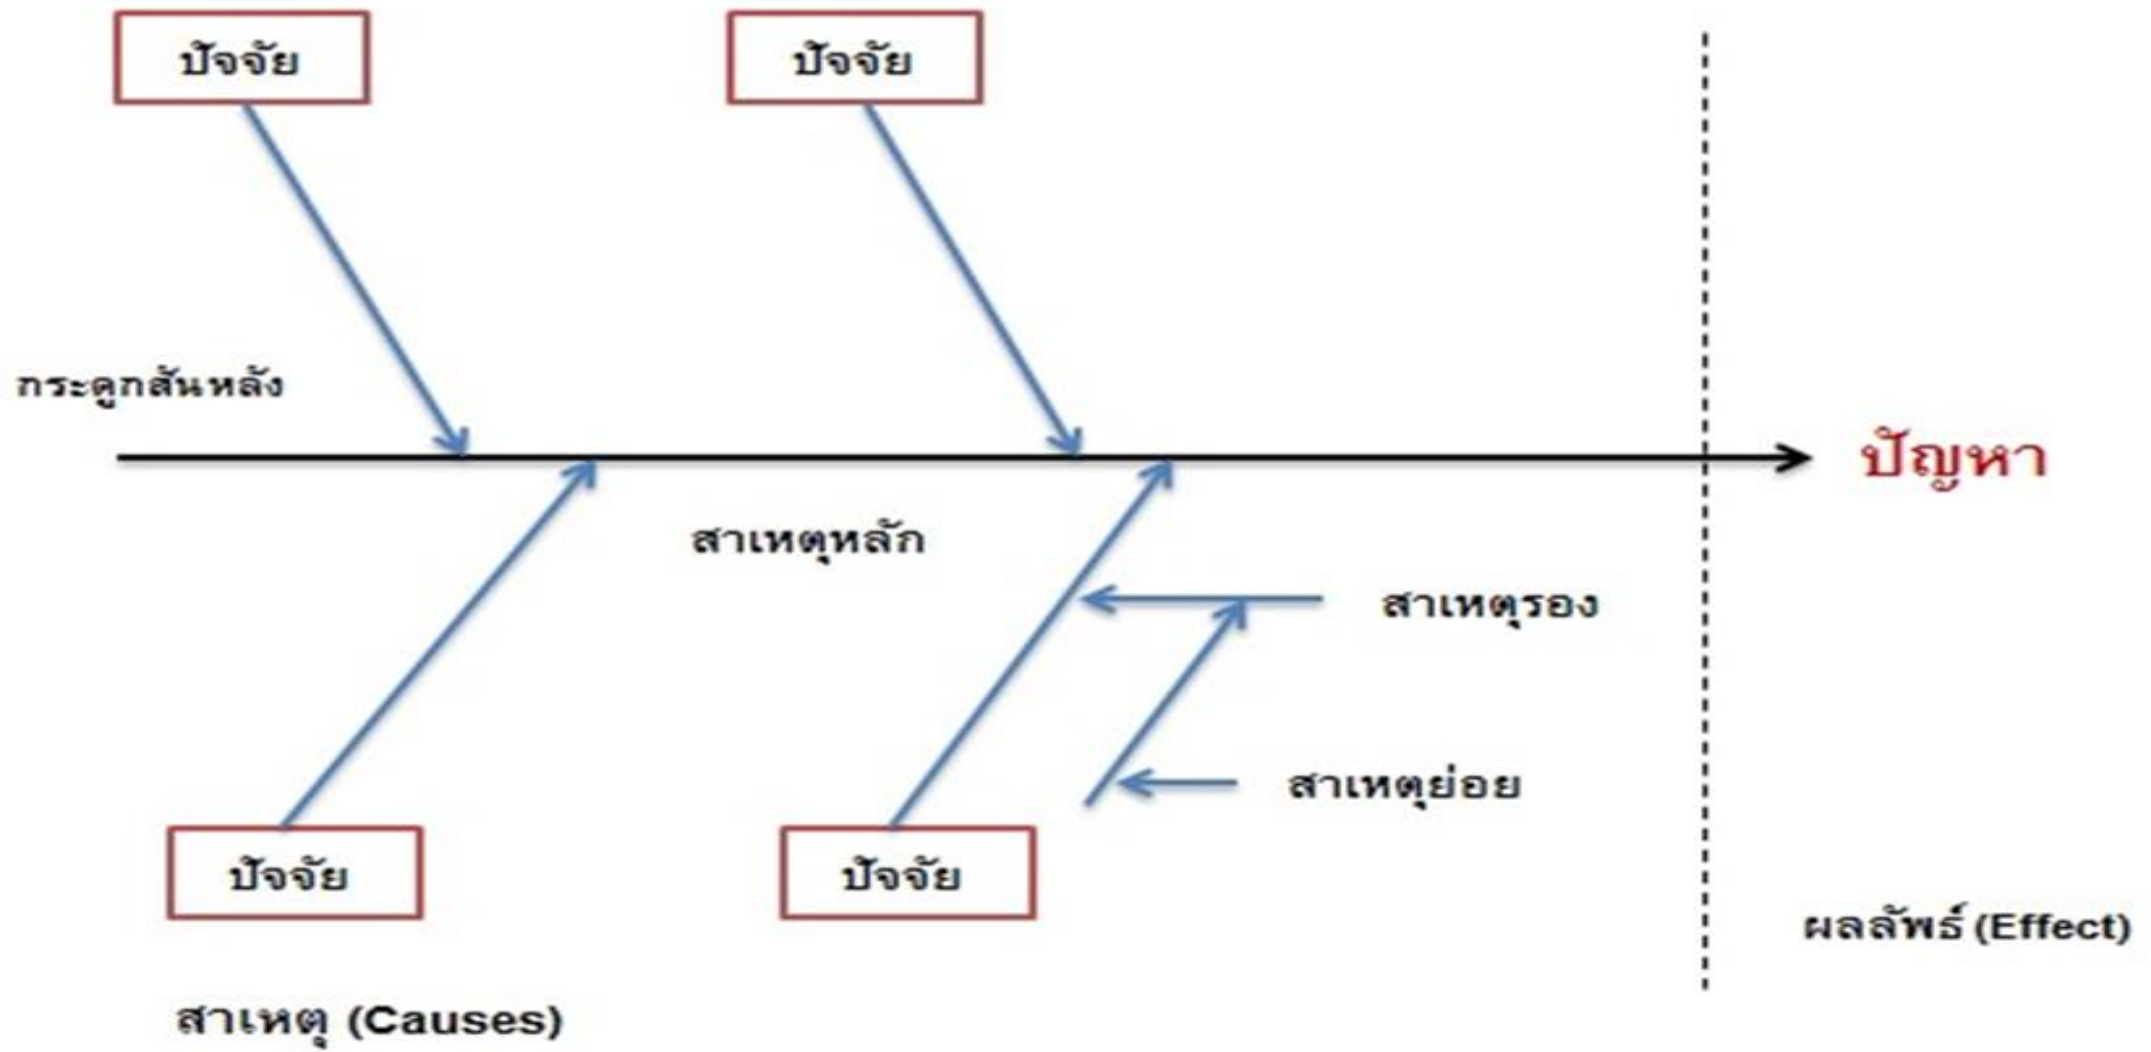 ปัจจัย
ปัจจัย
กระดูกสันหลัง
ปัญหา
สาเหตุหลัก
สาเหตุรอง
สาเหตุย่อย
ปัจจัย
ปัจจัย
ผลลัพธ์ (Effect)
สาเหตุ (Causes)